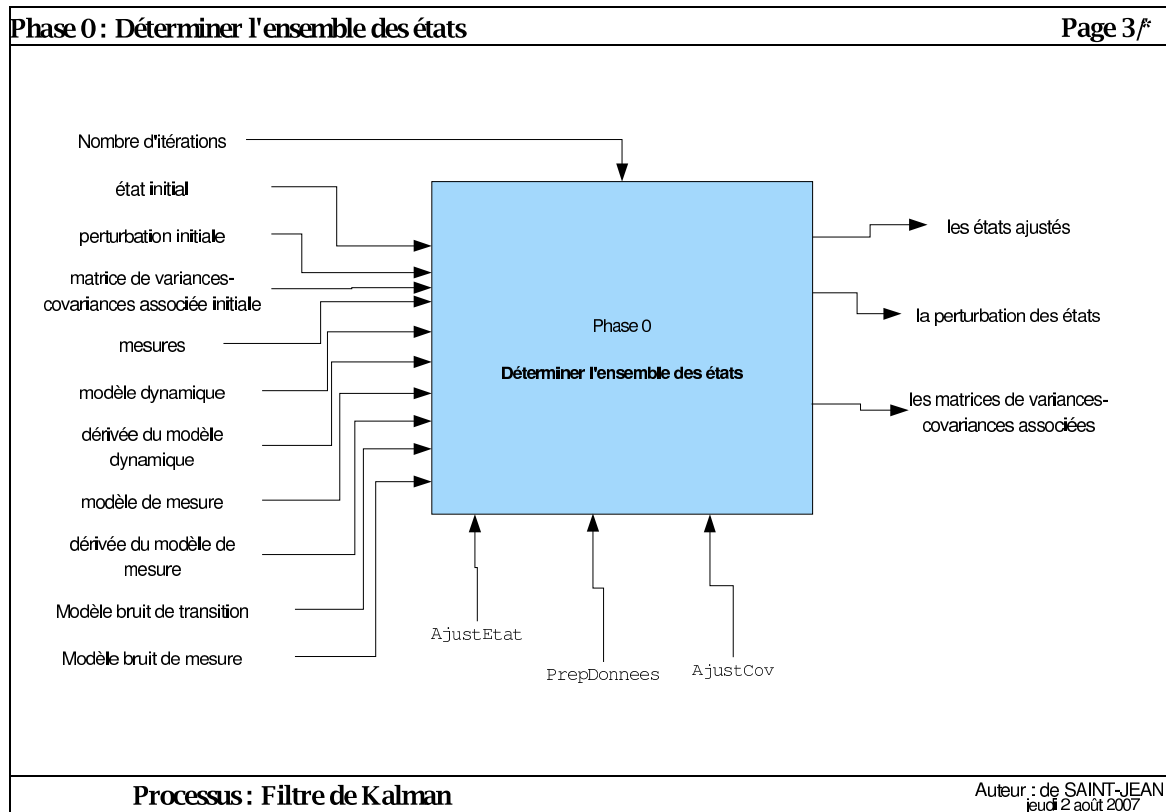 Phase 0 : Déterminer l'ensemble des états
Page 3/
Nombre d'itérations
état initial
perturbation initiale
matrice de variances-
covariances associée initiale
mesures
modèle dynamique
dérivée du modèle
dynamique
modèle de mesure
dérivée du modèle de
mesure
Modèle bruit de transition
Modèle bruit de mesure
Phase 0
Déterminer l'ensemble des états
les états ajustés
la perturbation des états
les matrices de variances-
covariances associées
AjustEtat
PrepDonnees
AjustCov
Processus : Filtre de Kalman
Auteur : de SAINT-JEAN
jeudi 2 août 2007